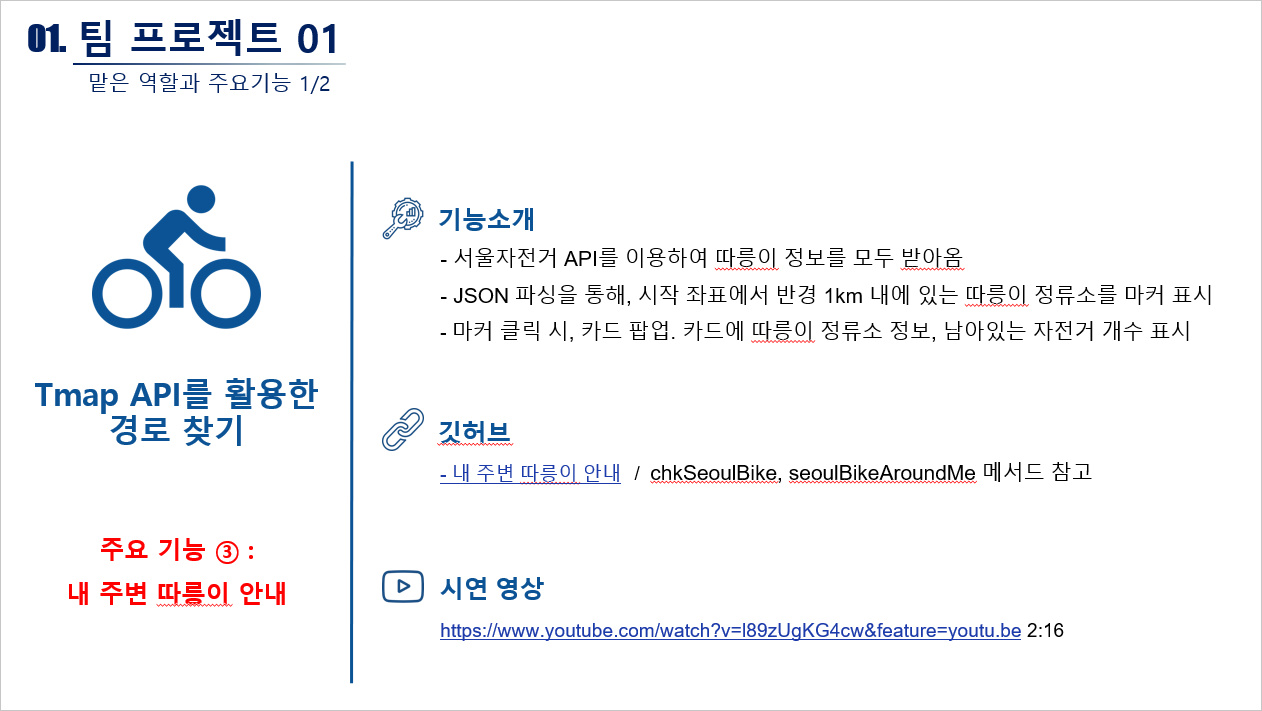 01. 팀 프로젝트 01
맡은 역할과 주요기능 1/2
Tmap API를 활용한
경로 찾기
주요 기능 ③ :
내 주변 따릉이 안내
기능소개
- 서울자전거 API를 이용하여 따릉이 정보를 모두 받아옴
- JSON 파싱을 통해, 시작 좌표에서 반경 1km 내에 있는 따릉이 정류소를 마커 표시
- 마커 클릭 시, 카드 팝업. 카드에 따릉이 정류소 정보, 남아있는 자전거 개수 표시
깃허브
- 내 주변 따릉이 안내 / chkSeoulBike, seoulBikeAroundMe 메서드 참고
시연 영상
https://www.youtube.com/watch?v=l89zUgKG4cw&feature=youtu.be 2:16